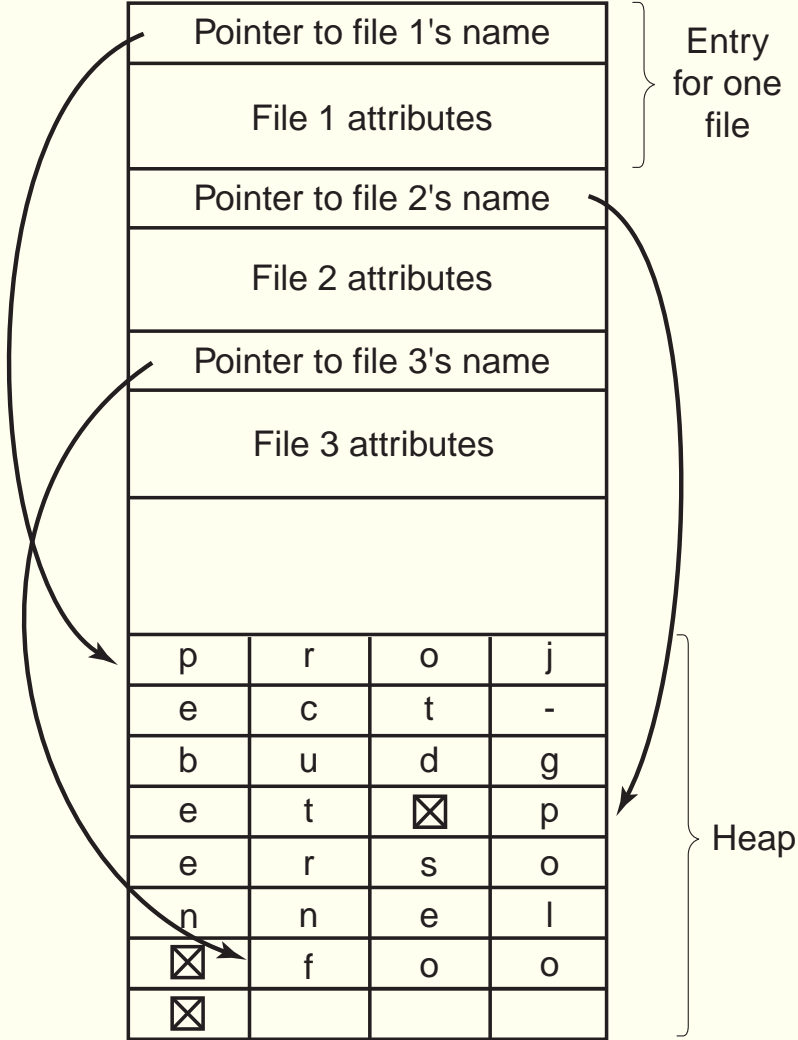 Pointer to file 1's name
Entry
for one
file
File 1 attributes
Pointer to file 2's name
File 2 attributes
Pointer to file 3's name
File 3 attributes
p r o j
e c t -
b u d g
e t ☒ p
e r s o
n n e l
☒ f o o
☒
Heap